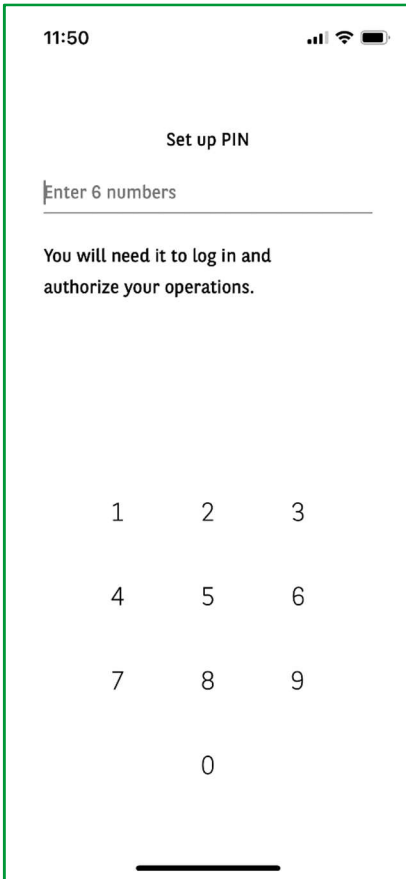 11:50
Set up PIN
Enter 6 numbers
You will need it to log in and
authorize your operations.
1 2 3
4 5 6
7 8 9
0